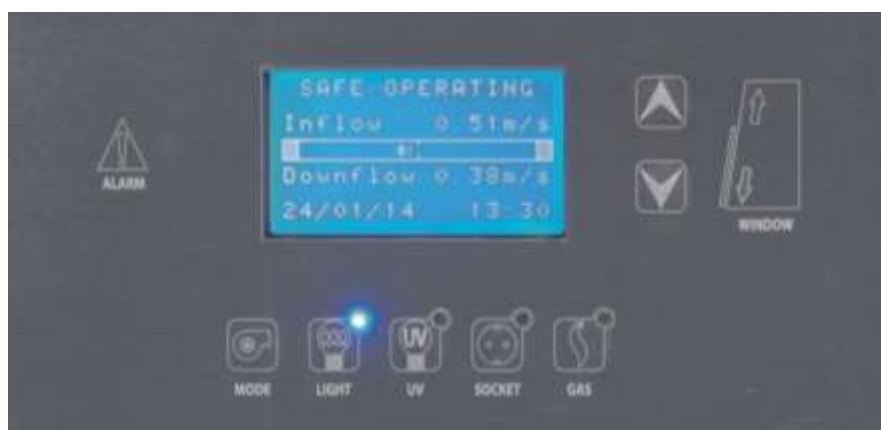 SAFE OPERATING
Inflow 0.51m/s
Downflow 0.38m/s
24/01/14 13:30
ALARM
WINDOW
UV
MODE LIGHT UV SOCKET GAS